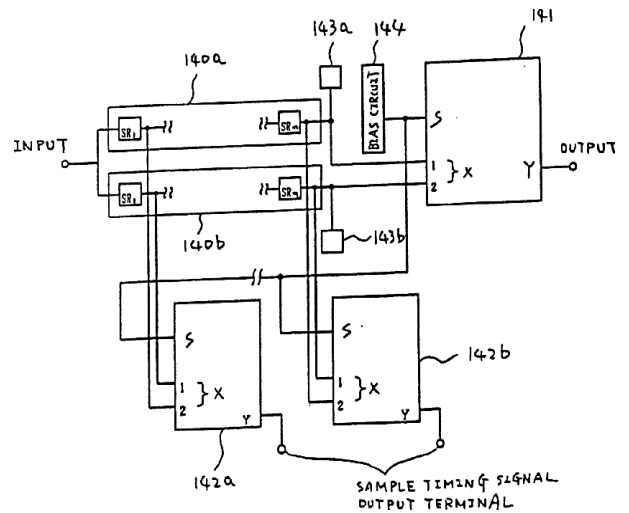 143a
144
141
140a
BIAS CIRCUIT
S
SR1
SRm
INPUT
1
} X
2
Y
OUTPUT
SR1
SRm
140b
143b
S
S
142b
1
} X
2
Y
1
} X
2
Y
142a
SAMPLE TIMING SIGNAL
OUTPUT TERMINAL